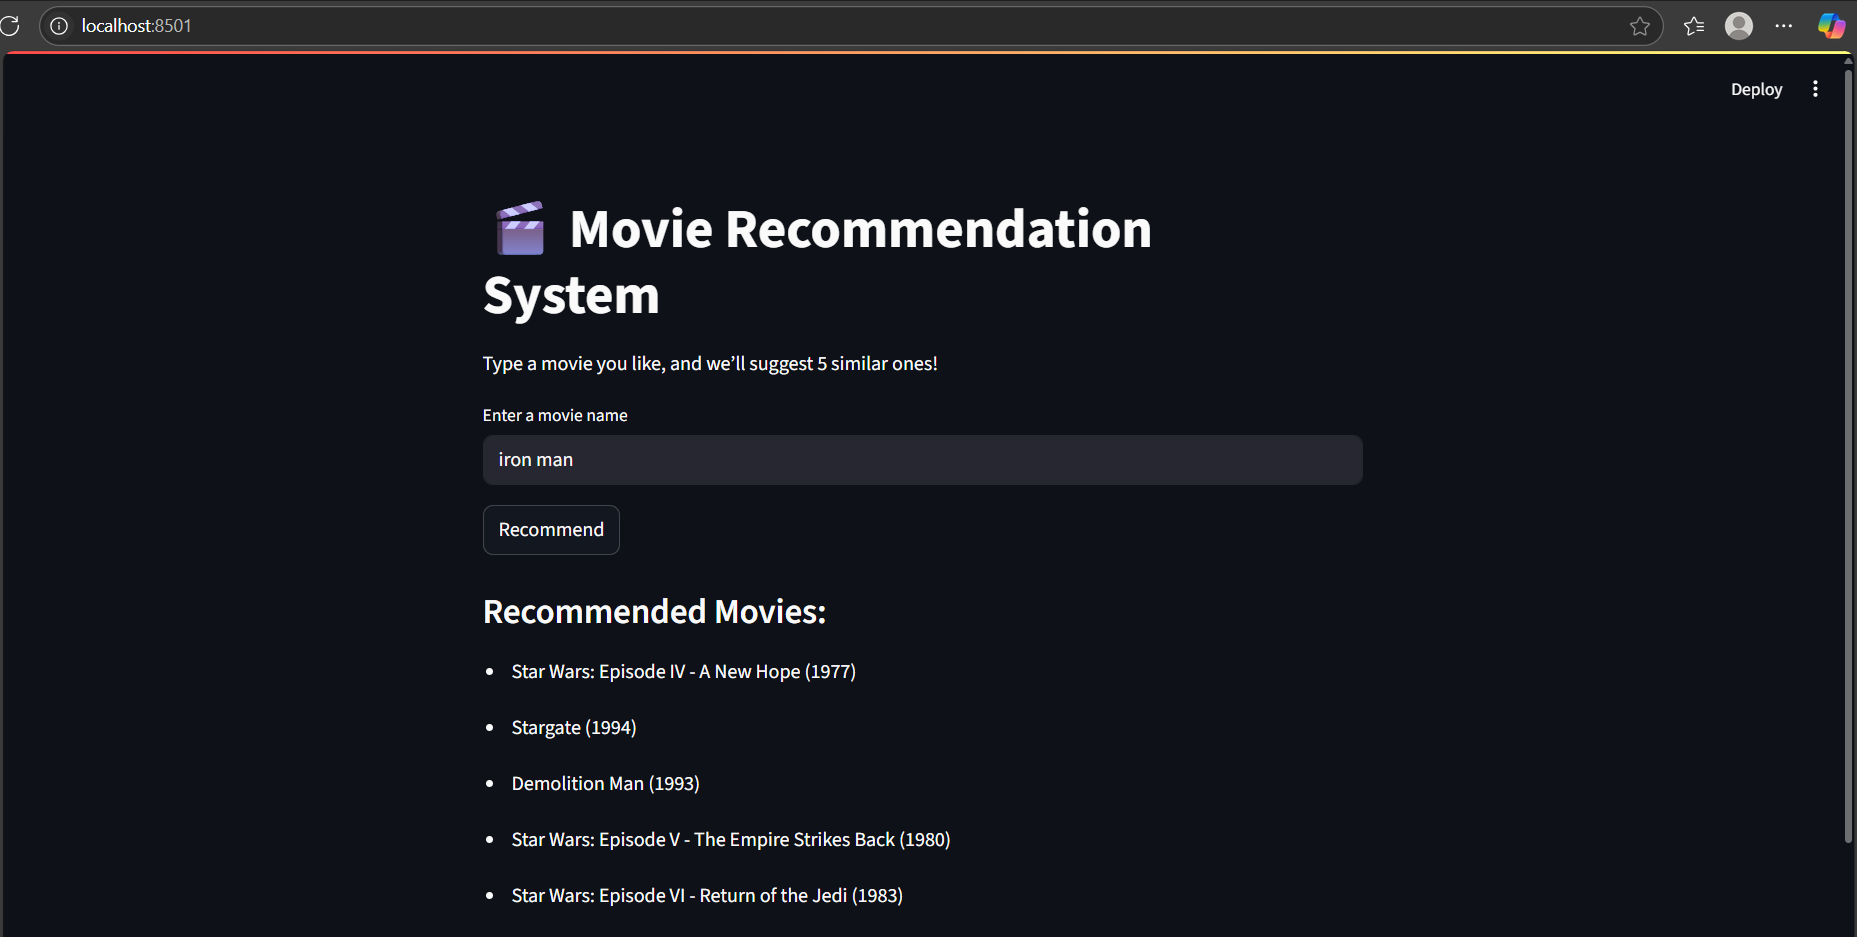 localhost:8501
Deploy
Movie Recommendation
System
Type a movie you like, and we’ll suggest 5 similar ones!
Enter a movie name
iron man
Recommend
Recommended Movies:
Star Wars: Episode IV - A New Hope (1977)
Stargate (1994)
Demolition Man (1993)
Star Wars: Episode V - The Empire Strikes Back (1980)
Star Wars: Episode VI - Return of the Jedi (1983)